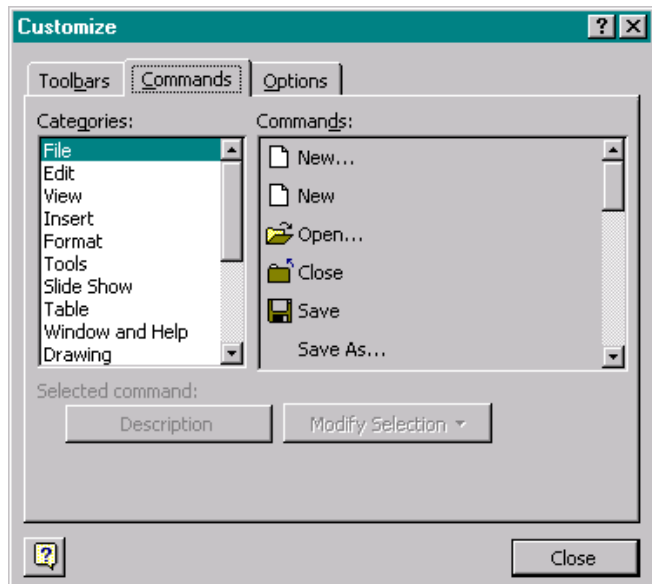 Customize
Toolbars Commands Options
Categories:
File
Edit
View
Insert
Format
Tools
Slide Show
Table
Window and Help
Drawing
Commands:
New...
New
Open...
Close
Save
Save As...
Selected command:
Description Modify Selection
Close